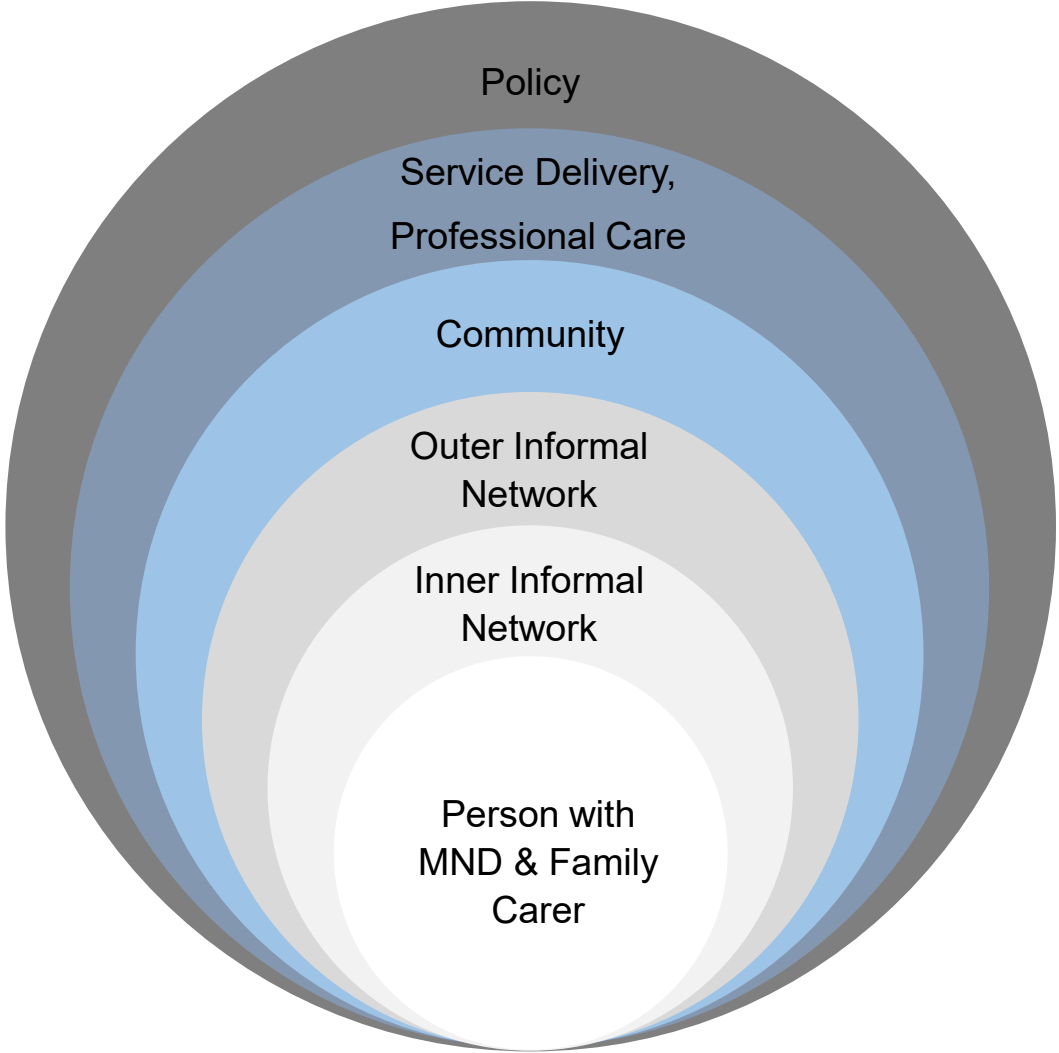 Policy
Service Delivery,
Professional Care
Community
Outer Informal
Network
Inner Informal
Network
Person with
MND & Family
Carer